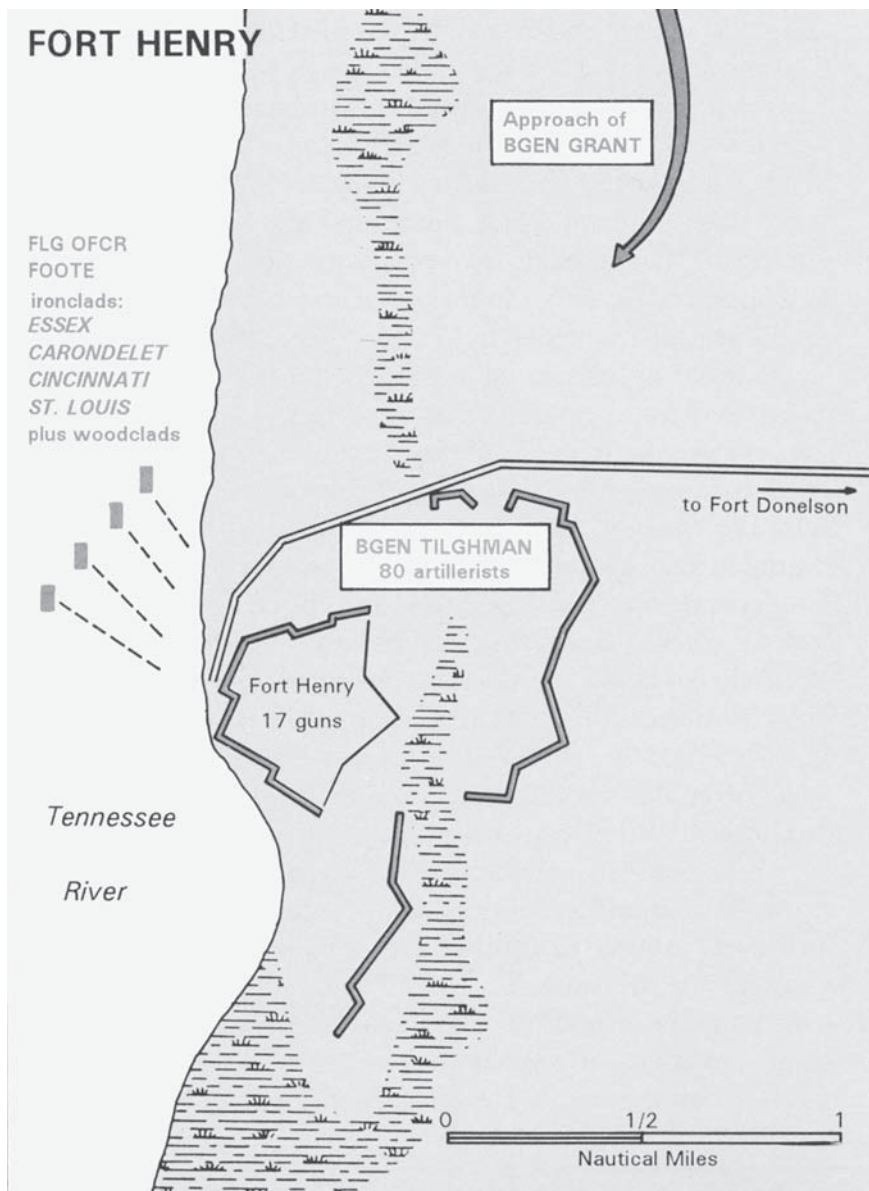 FORT HENRY
Approach of
BGEN GRANT
FLG OFCR
FOOTE
ironclads:
ESSEX
CARONDELET
CINCINNATI
ST. LOUIS
plus woodclads
to Fort Donelson
BGEN TILGHMAN
80 artillerists
Fort Henry
17 guns
Tennessee
River
0 1/2 1
Nautical Miles